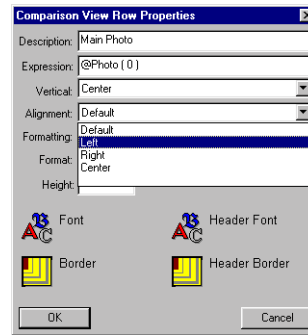 Comparison View Row Properties
Description: Main Photo
Expression: @Photo ( 0 )
Vertical: Center
Alignment: Default
Formatting: Default
Left
Format: Right
Center
Height:
Font Header Font
Border Header Border
OK Cancel